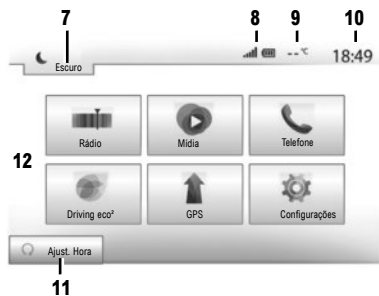 7 8 9 10
Escuro
--°C 18:49
Rádio Mídia Telefone
12
Driving eco² GPS Configurações
Ajust. Hora
11